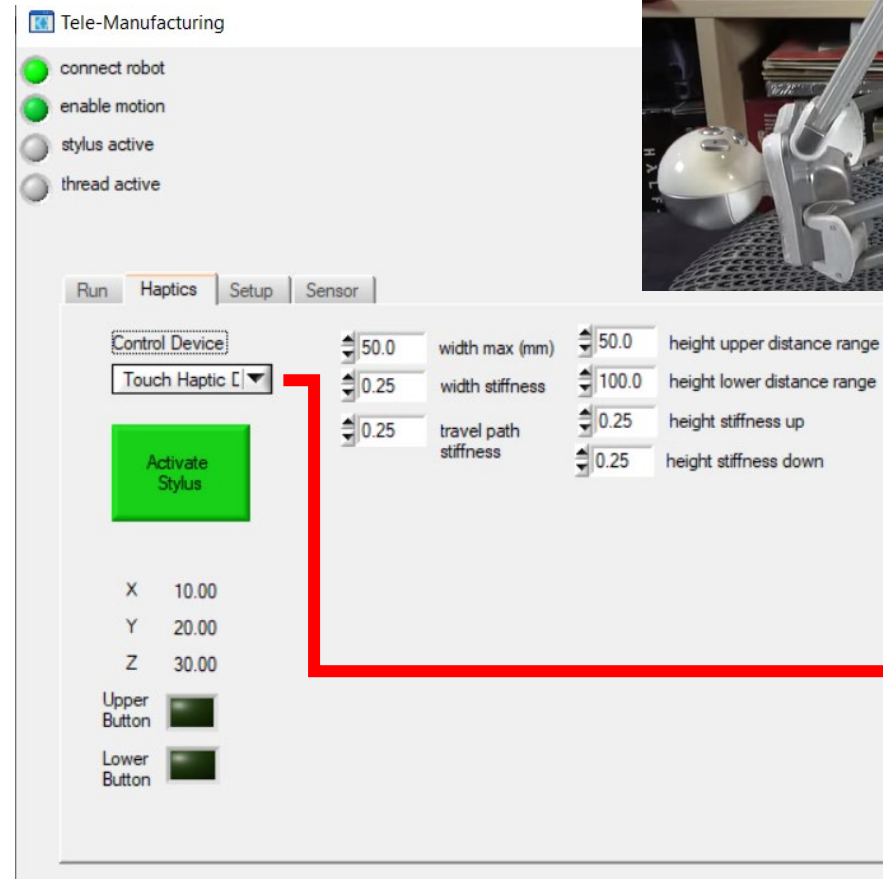 Tele-Manufacturing
connect robot
enable motion
stylus active
thread active
Run Haptics Setup Sensor
Control Device
Touch Haptic D
Activate
Stylus
50.0 width max (mm)
0.25 width stiffness
0.25 travel path
stiffness
50.0 height upper distance range
100.0 height lower distance range
0.25 height stiffness up
0.25 height stiffness down
X 10.00
Y 20.00
Z 30.00
Upper
Button
Lower
Button
HALF